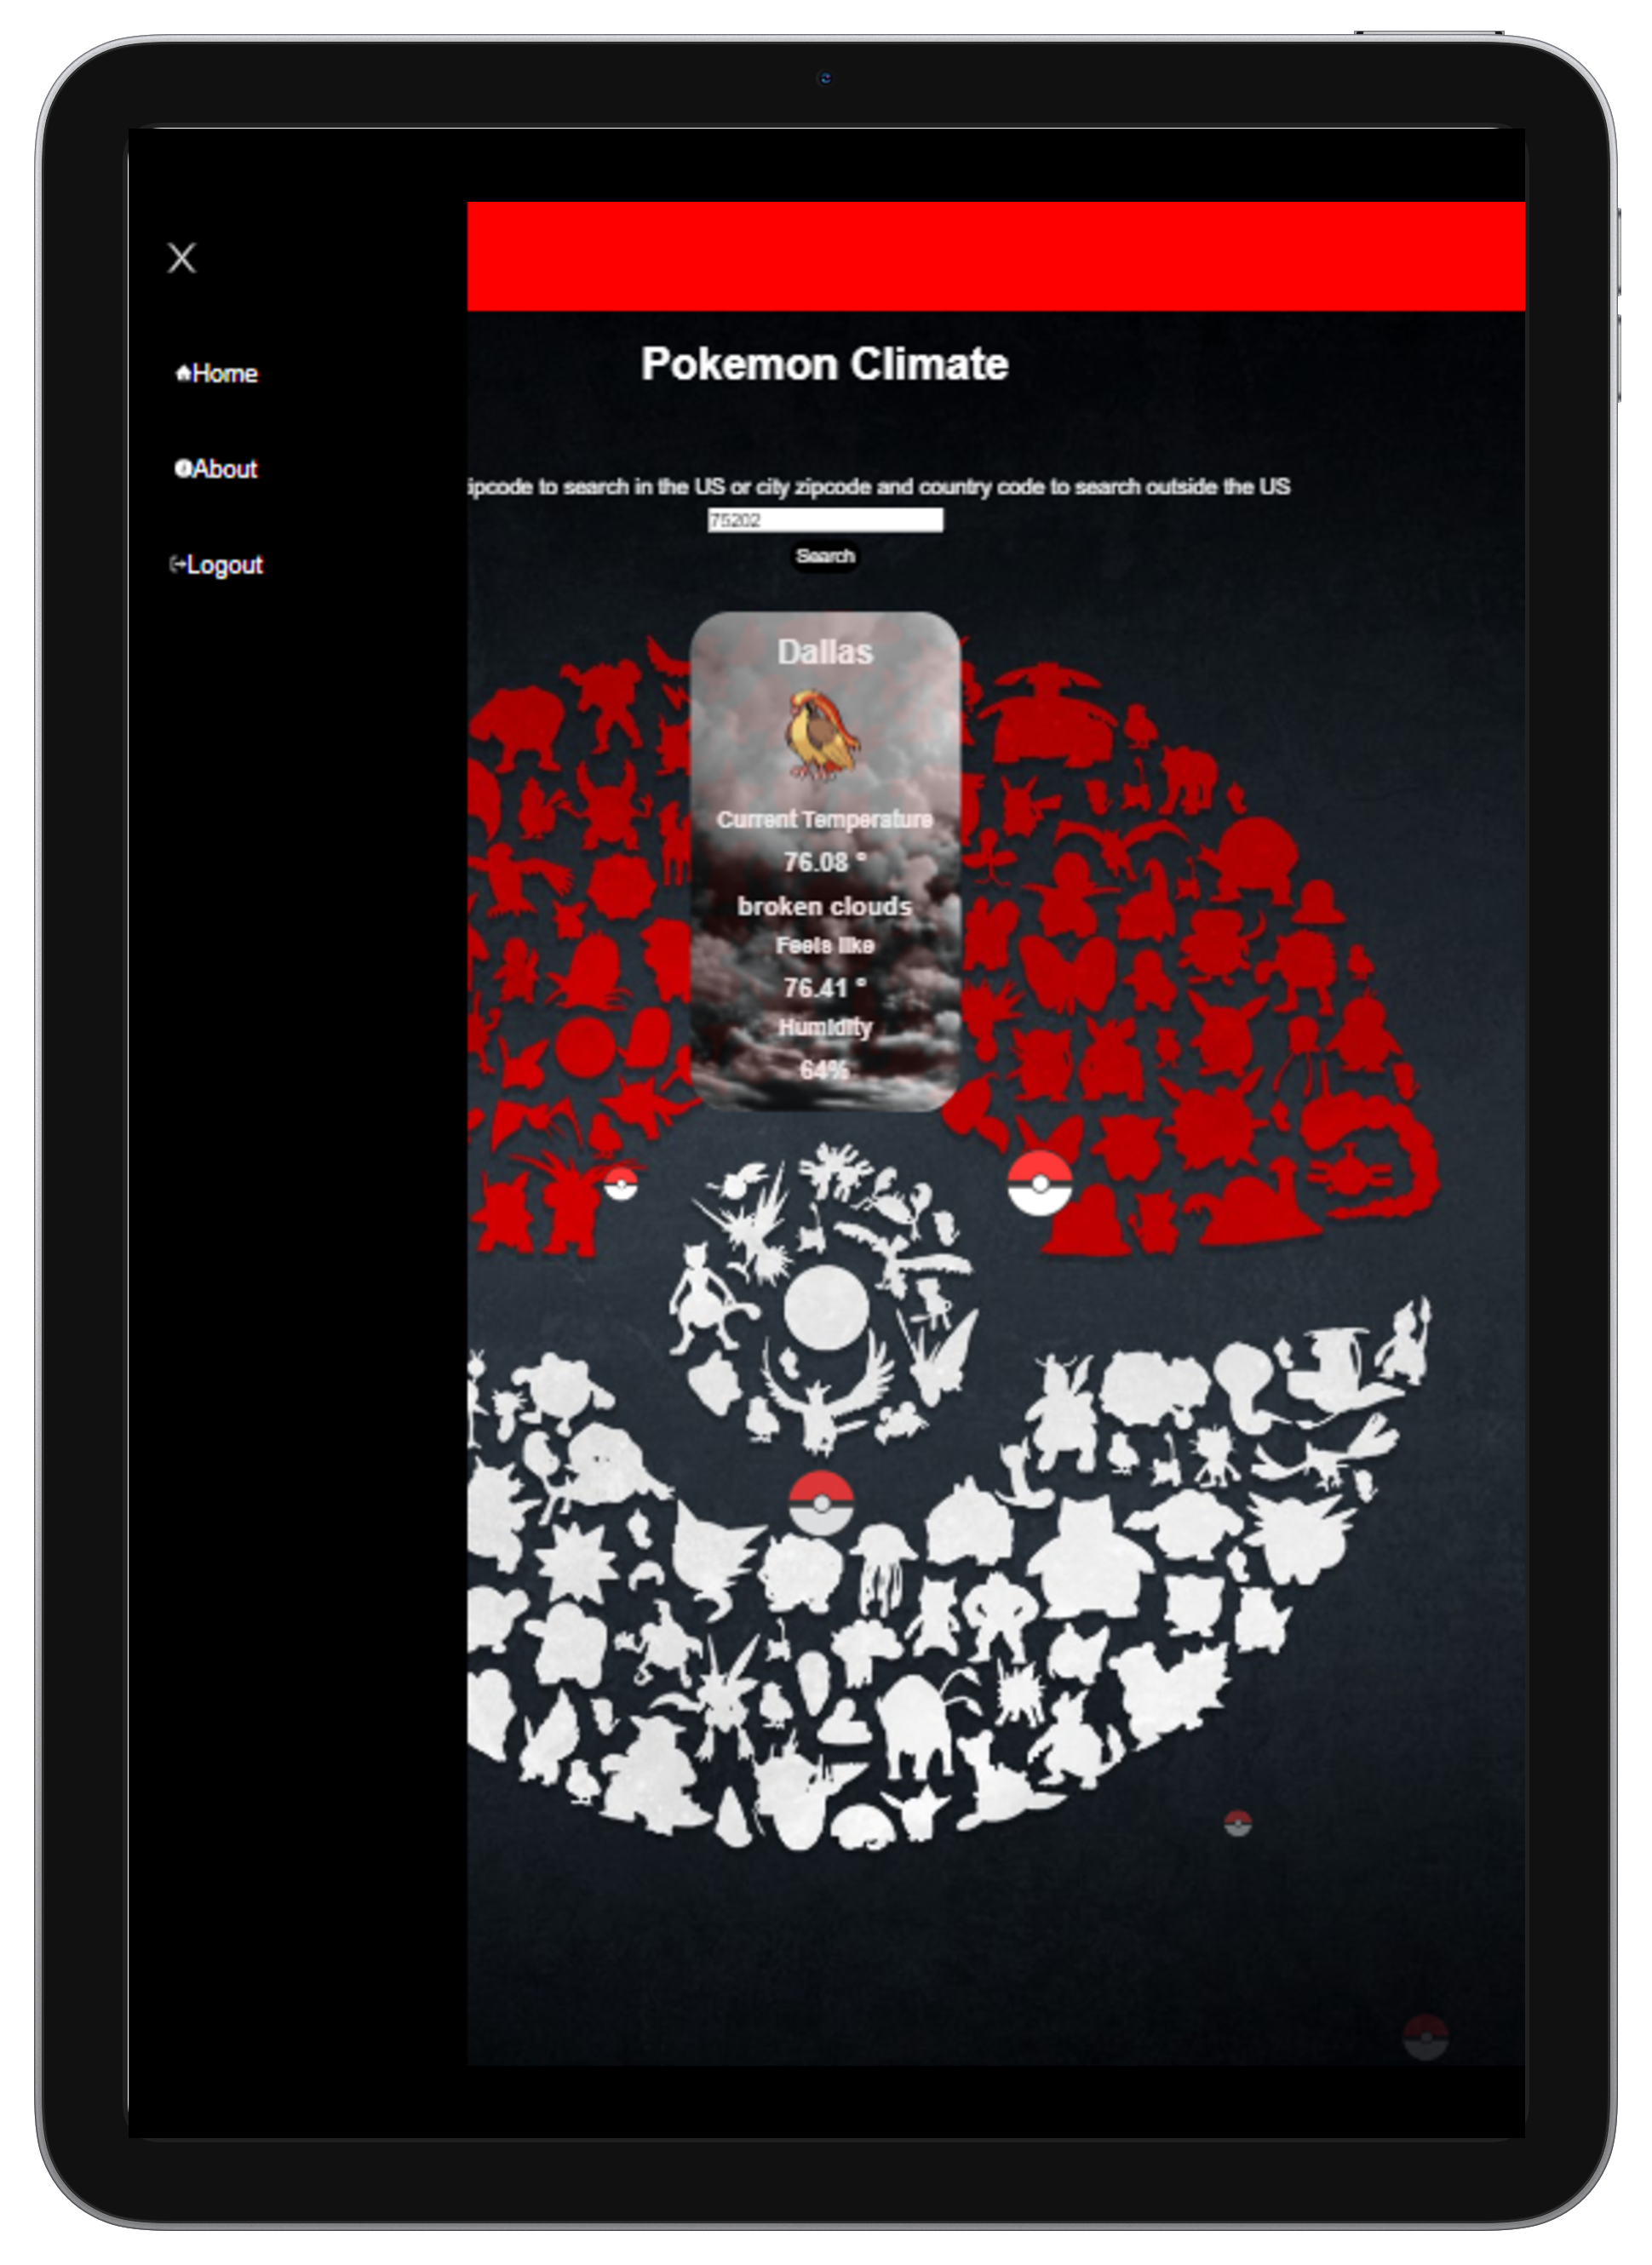 X
Home
About
Logout
Pokemon Climate
ipcode to search in the US or city zipcode and country code to search outside the US
75202
Search
Dallas
Current Temperature
76.08 °
broken clouds
Feels like
76.41 °
Humidity
64%